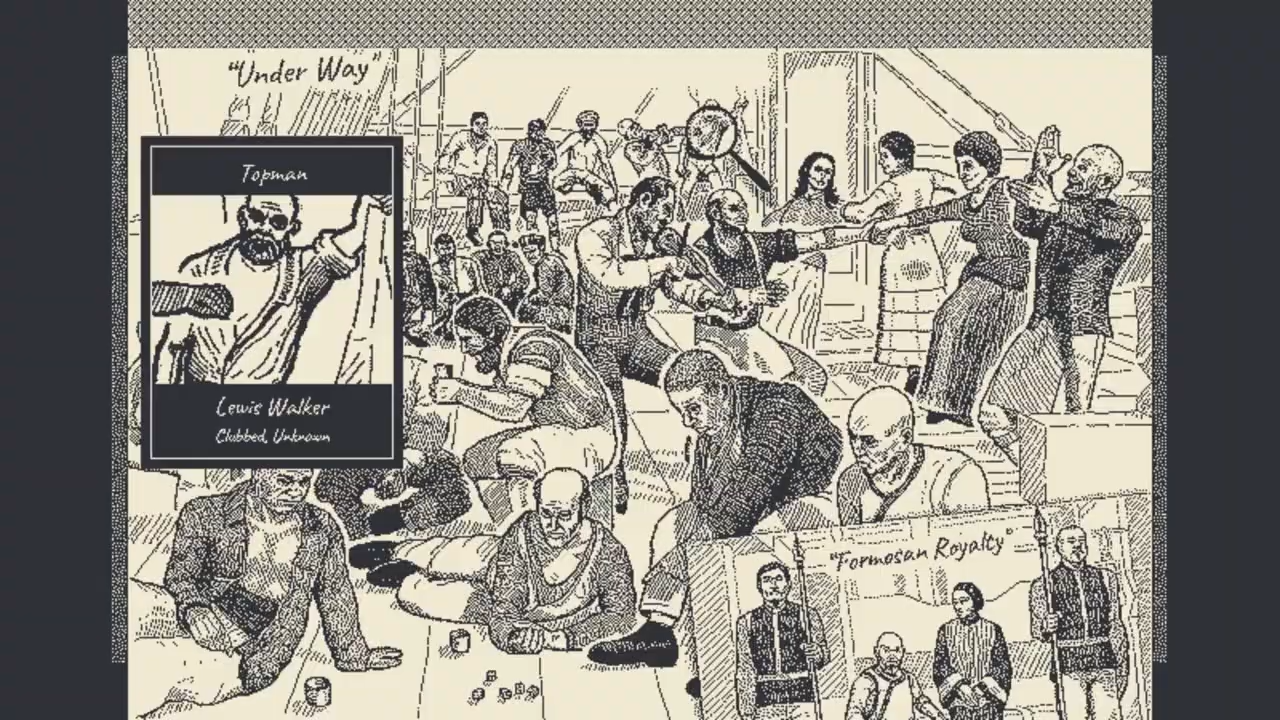 “Under Way”
Topman
Lewis Walker
Clubbed, Unknown
“Formosan Royalty”